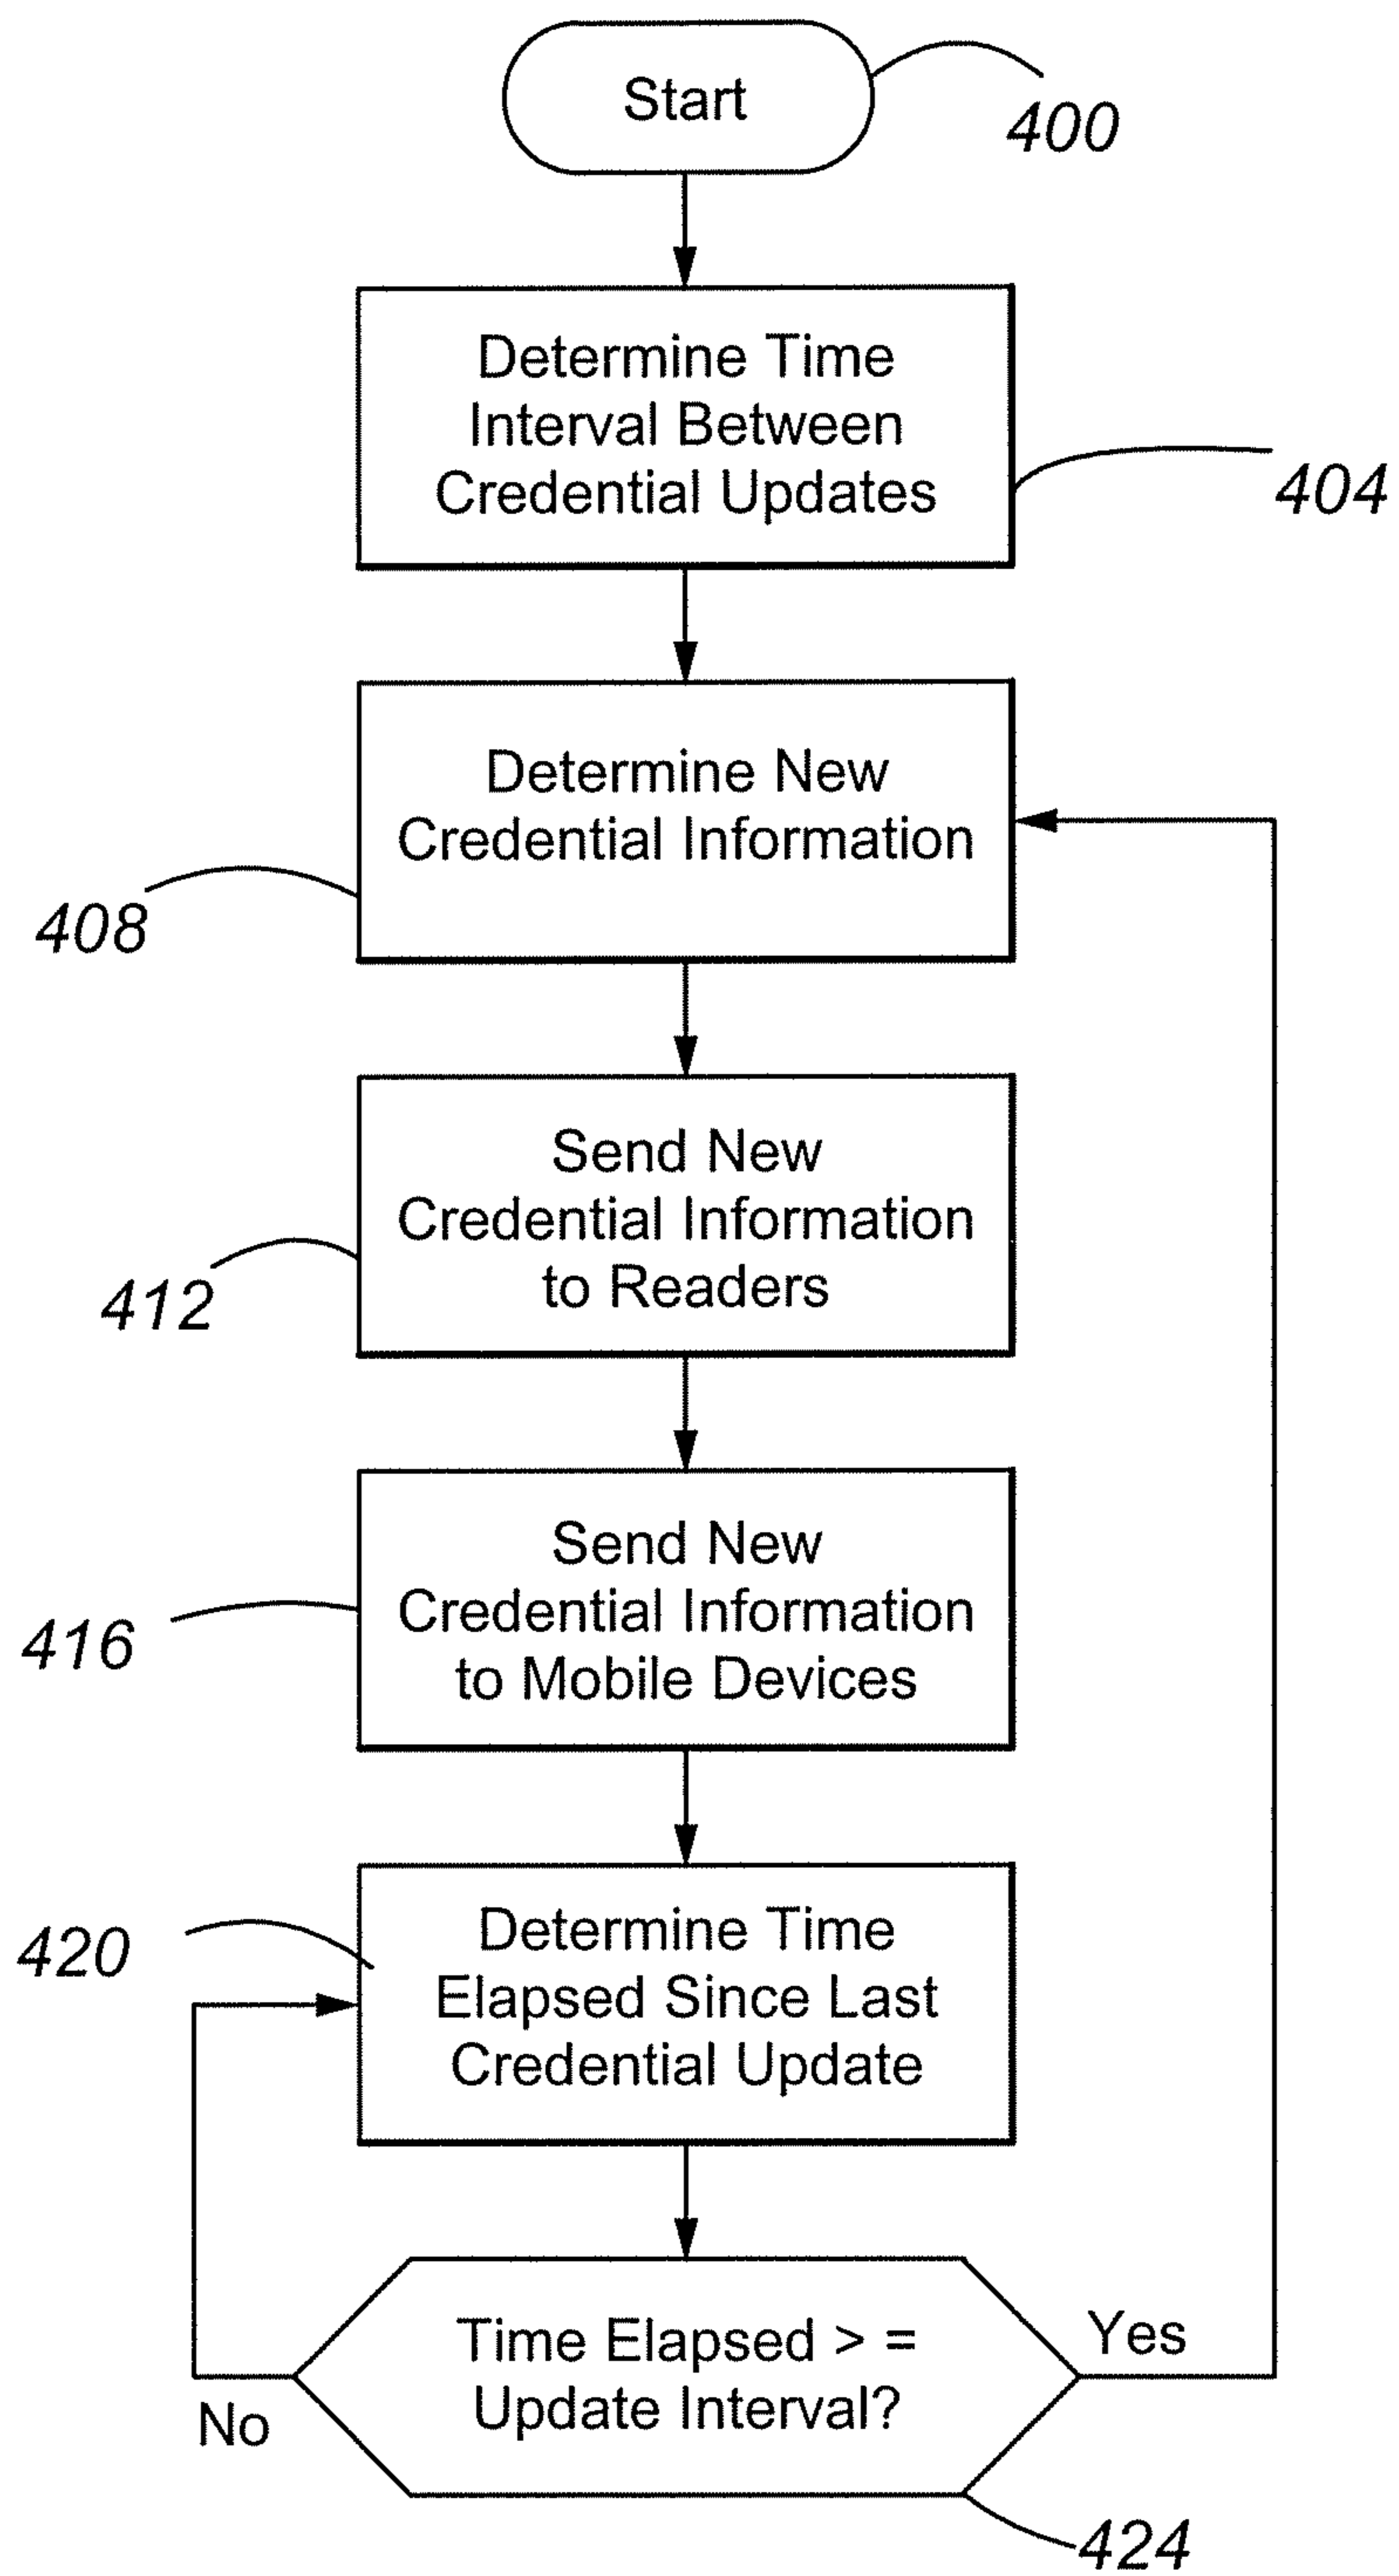 Start
400
Determine Time
Interval Between
Credential Updates
404
Determine New
Credential Information
408
Send New
Credential Information
to Readers
412
Send New
Credential Information
to Mobile Devices
416
Determine Time
Elapsed Since Last
Credential Update
420
Time Elapsed > =
Update Interval?
Yes
No
424